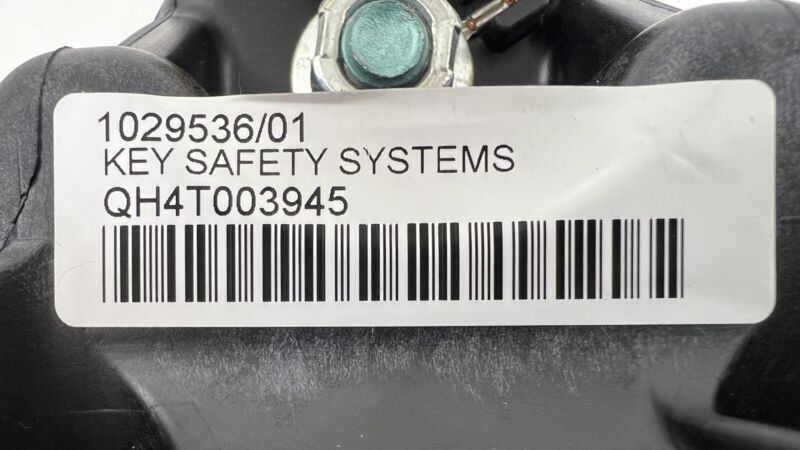 1029536/01
KEY SAFETY SYSTEMS
QH4T003945